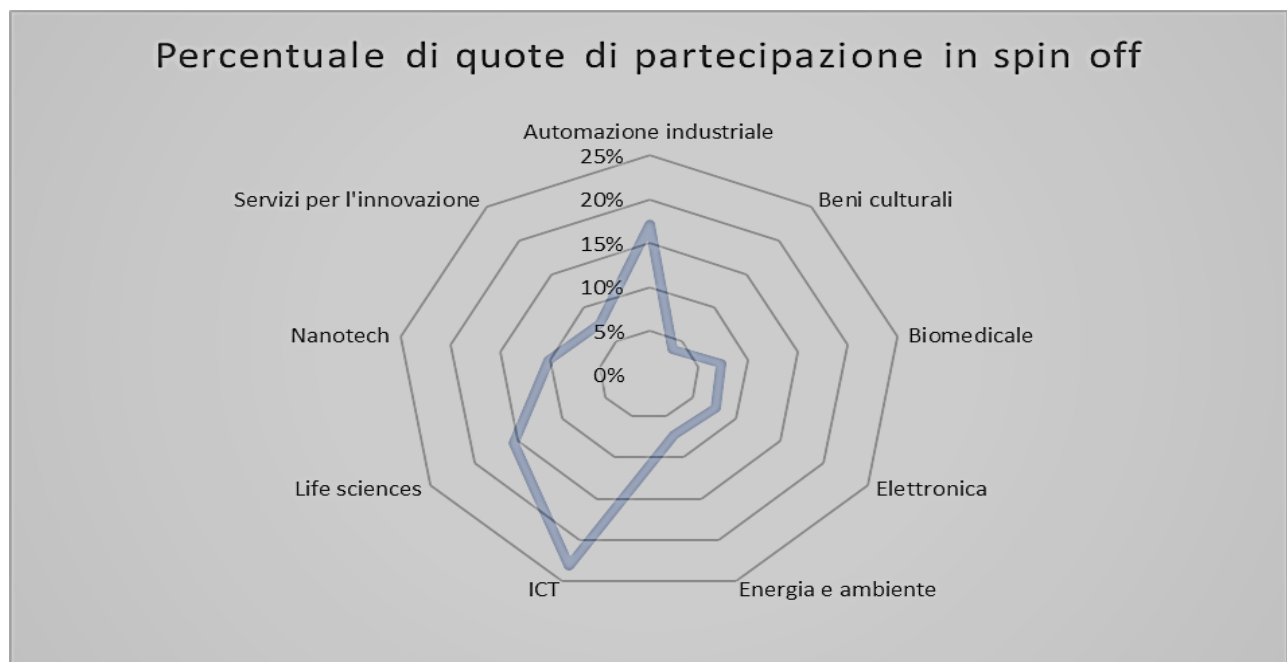 Percentuale di quote di partecipazione in spin off
Automazione industriale
25%
Servizi per l'innovazione
20%
Beni culturali
15%
10%
Nanotech
5%
Biomedicale
0%
Life sciences
Elettronica
ICT
Energia e ambiente